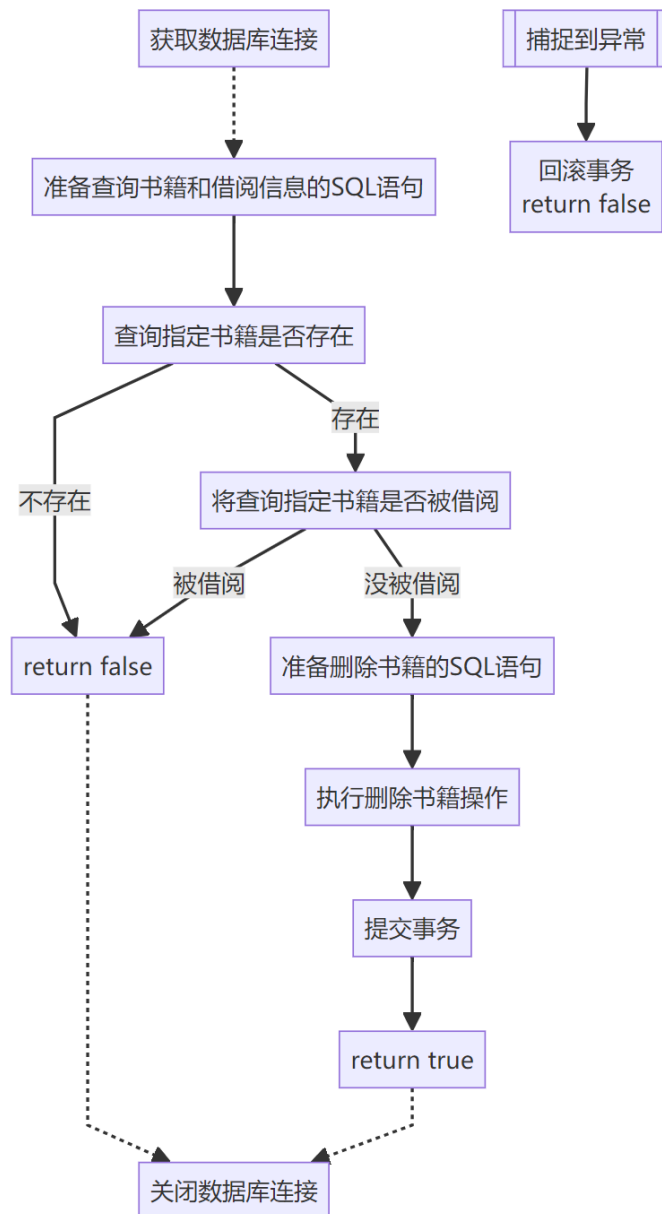 获取数据库连接
捕捉到异常
准备查询书籍和借阅信息的SQL语句
回滚事务
return false
查询指定书籍是否存在
存在
不存在
将查询指定书籍是否被借阅
被借阅
没被借阅
return false
准备删除书籍的SQL语句
执行删除书籍操作
提交事务
return true
关闭数据库连接